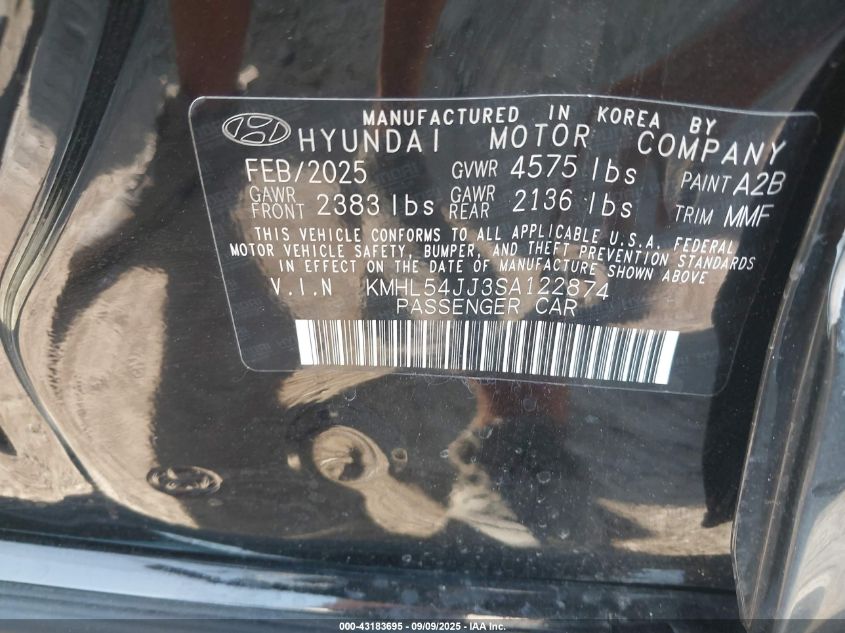 MANUFACTURED IN KOREA BY
HYUNDAI MOTOR COMPANY
FEB/2025 GVWR 4575 lbs PAINT A2B
GAWR FRONT 2383 lbs GAWR REAR 2136 lbs TRIM MMF
THIS VEHICLE CONFORMS TO ALL APPLICABLE U.S.A. FEDERAL
MOTOR VEHICLE SAFETY, BUMPER, AND THEFT PREVENTION STANDARDS
IN EFFECT ON THE DATE OF MANUFACTURE SHOWN ABOVE
V.I.N KMHL54JJ3SA122874
PASSENGER CAR
000-43183695 - 09/09/2025 - © IAA, Inc.